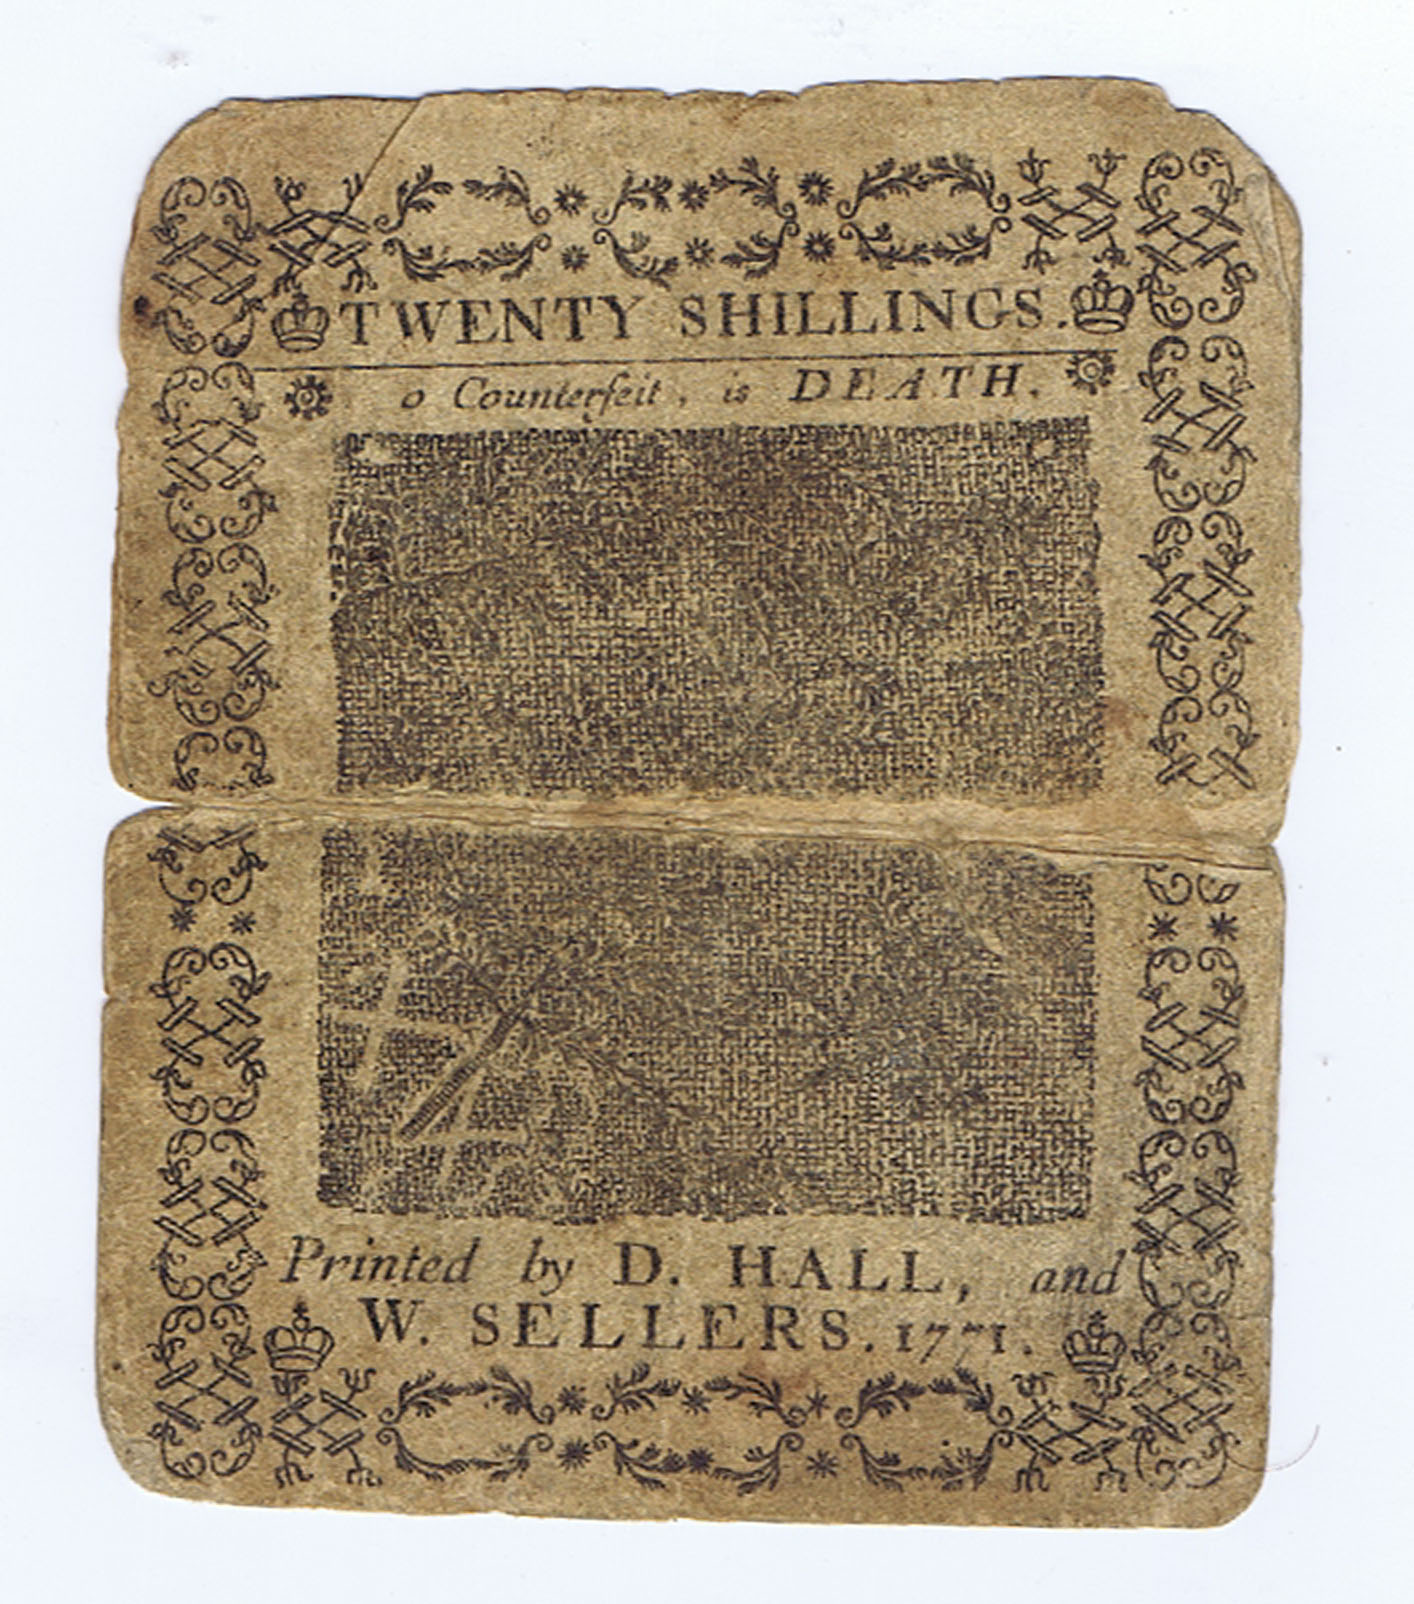 TWENTY SHILLINGS.
o Counterfeit, is DEATH.
Printed by D. HALL, and
W. SELLERS. 1771.